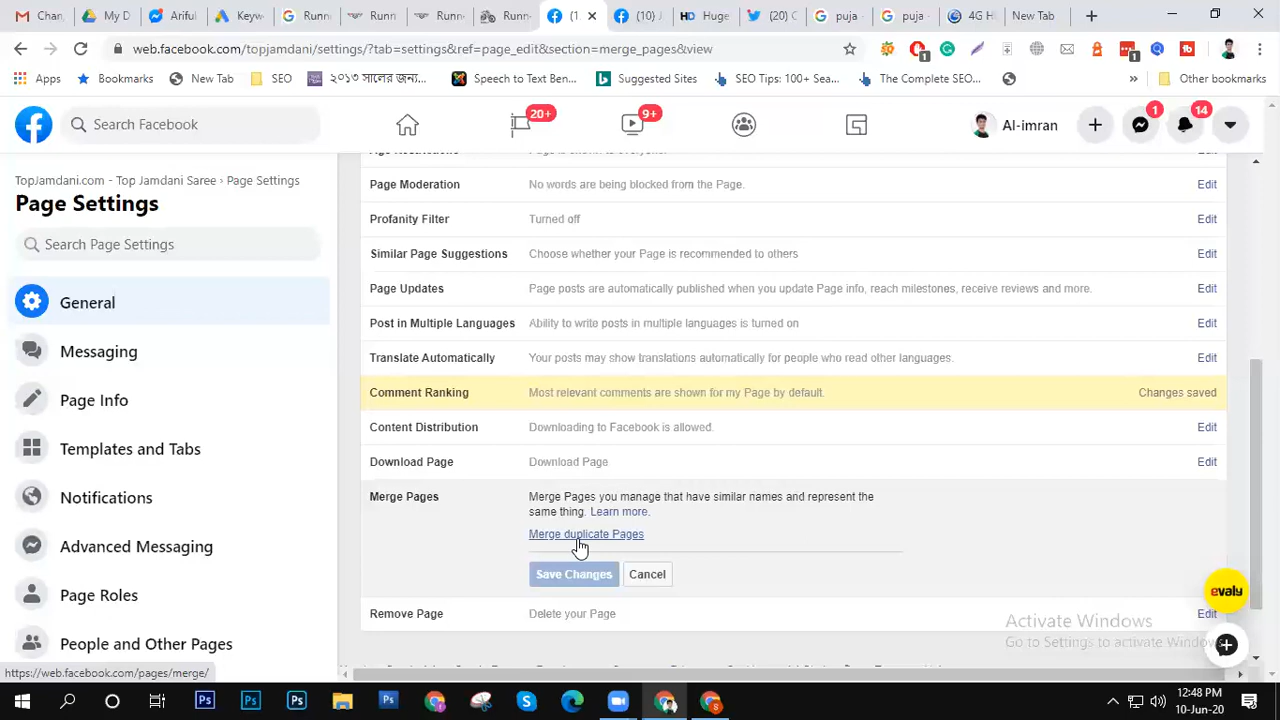 M Gmail
My D
Ariful
Keyw
Runn
Runn
Runn
Runn
(1
(10) J
HD Huge
(20) C
puja
puja
4G H
New Tab
web.facebook.com/topjamdani/settings/?tab=settings&ref=page_edit&section=merge_pages&view
1
1
Apps
Bookmarks
New Tab
SEO
২০১৩ সালের জন্য...
Speech to Text Ben...
Suggested Sites
SEO Tips: 100+ Sea...
The Complete SEO...
»
Other bookmarks
Search Facebook
20+
9+
Al-imran
1
14
TopJamdani.com - Top Jamdani Saree › Page Settings
Page Settings
Search Page Settings
General
Messaging
Page Info
Templates and Tabs
Notifications
Advanced Messaging
Page Roles
People and Other Pages
Age Restrictions Page is shown to everyone. Edit
Page Moderation No words are being blocked from the Page. Edit
Profanity Filter Turned off Edit
Similar Page Suggestions Choose whether your Page is recommended to others Edit
Page Updates Page posts are automatically published when you update Page info, reach milestones, receive reviews and more. Edit
Post in Multiple Languages Ability to write posts in multiple languages is turned on Edit
Translate Automatically Your posts may show translations automatically for people who read other languages. Edit
Comment Ranking Most relevant comments are shown for my Page by default. Changes saved
Content Distribution Downloading to Facebook is allowed. Edit
Download Page Download Page Edit
Merge Pages Merge Pages you manage that have similar names and represent the
same thing. Learn more.
Merge duplicate Pages
Save Changes Cancel
Remove Page Delete your Page Edit
evaly
Activate Windows
Go to Settings to activate Windows
https://web.facebook.com/pages/merge/
12:48 PM
10-Jun-20